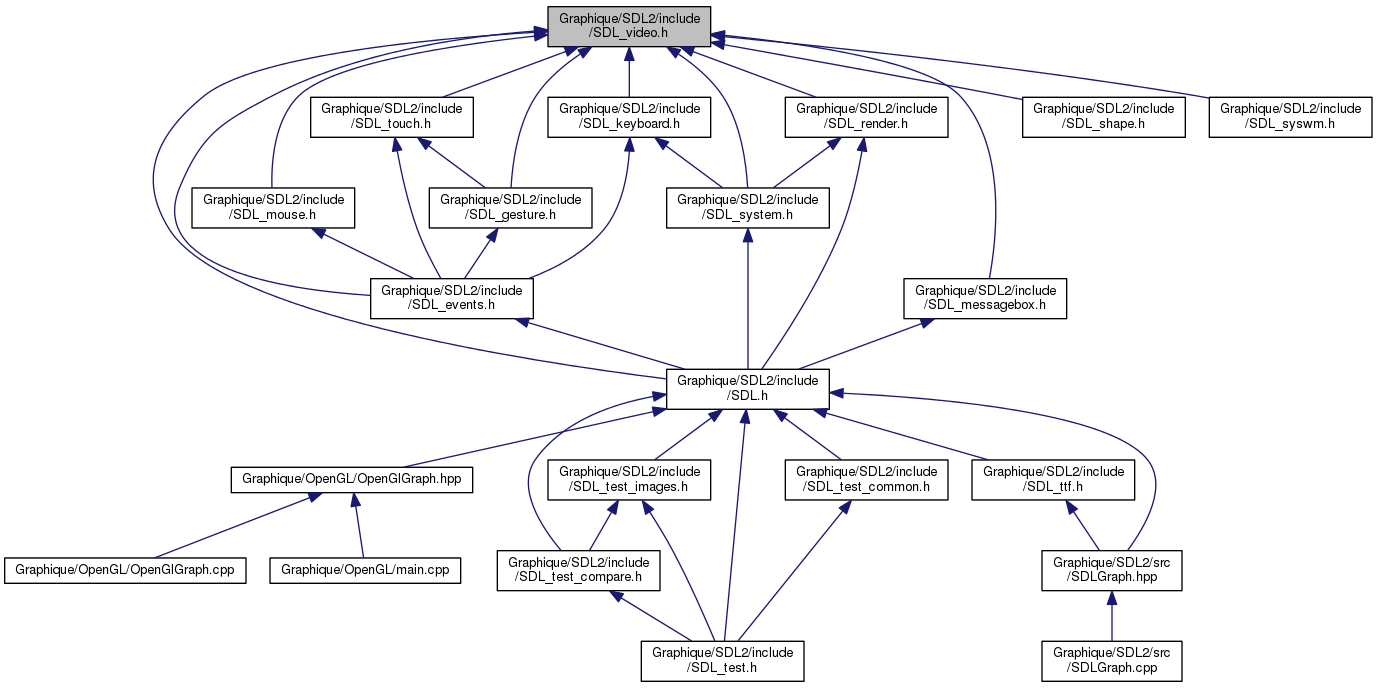 Graphique/SDL2/include
/SDL_video.h
Graphique/SDL2/include
/SDL_touch.h
Graphique/SDL2/include
/SDL_keyboard.h
Graphique/SDL2/include
/SDL_render.h
Graphique/SDL2/include
/SDL_shape.h
Graphique/SDL2/include
/SDL_syswm.h
Graphique/SDL2/include
/SDL_mouse.h
Graphique/SDL2/include
/SDL_gesture.h
Graphique/SDL2/include
/SDL_system.h
Graphique/SDL2/include
/SDL_events.h
Graphique/SDL2/include
/SDL_messagebox.h
Graphique/SDL2/include
/SDL.h
Graphique/OpenGL/OpenGlGraph.hpp
Graphique/SDL2/include
/SDL_test_images.h
Graphique/SDL2/include
/SDL_test_common.h
Graphique/SDL2/include
/SDL_ttf.h
Graphique/OpenGL/OpenGlGraph.cpp
Graphique/OpenGL/main.cpp
Graphique/SDL2/include
/SDL_test_compare.h
Graphique/SDL2/src
/SDLGraph.hpp
Graphique/SDL2/include
/SDL_test.h
Graphique/SDL2/src
/SDLGraph.cpp